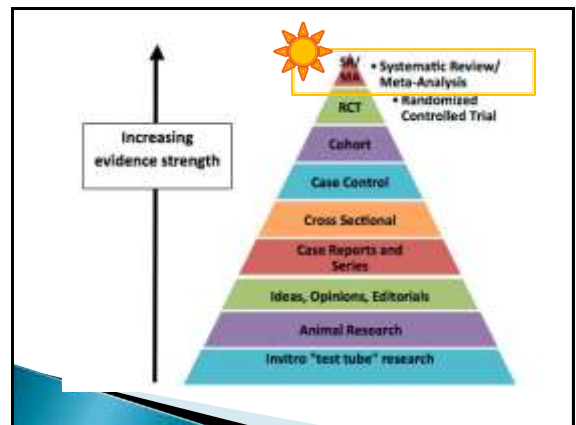 SR/
MA
• Systematic Review/
Meta-Analysis
RCT
• Randomized
Controlled Trial
Increasing
evidence strength
Cohort
Case Control
Cross Sectional
Case Reports and
Series
Ideas, Opinions, Editorials
Animal Research
Invitro "test tube" research